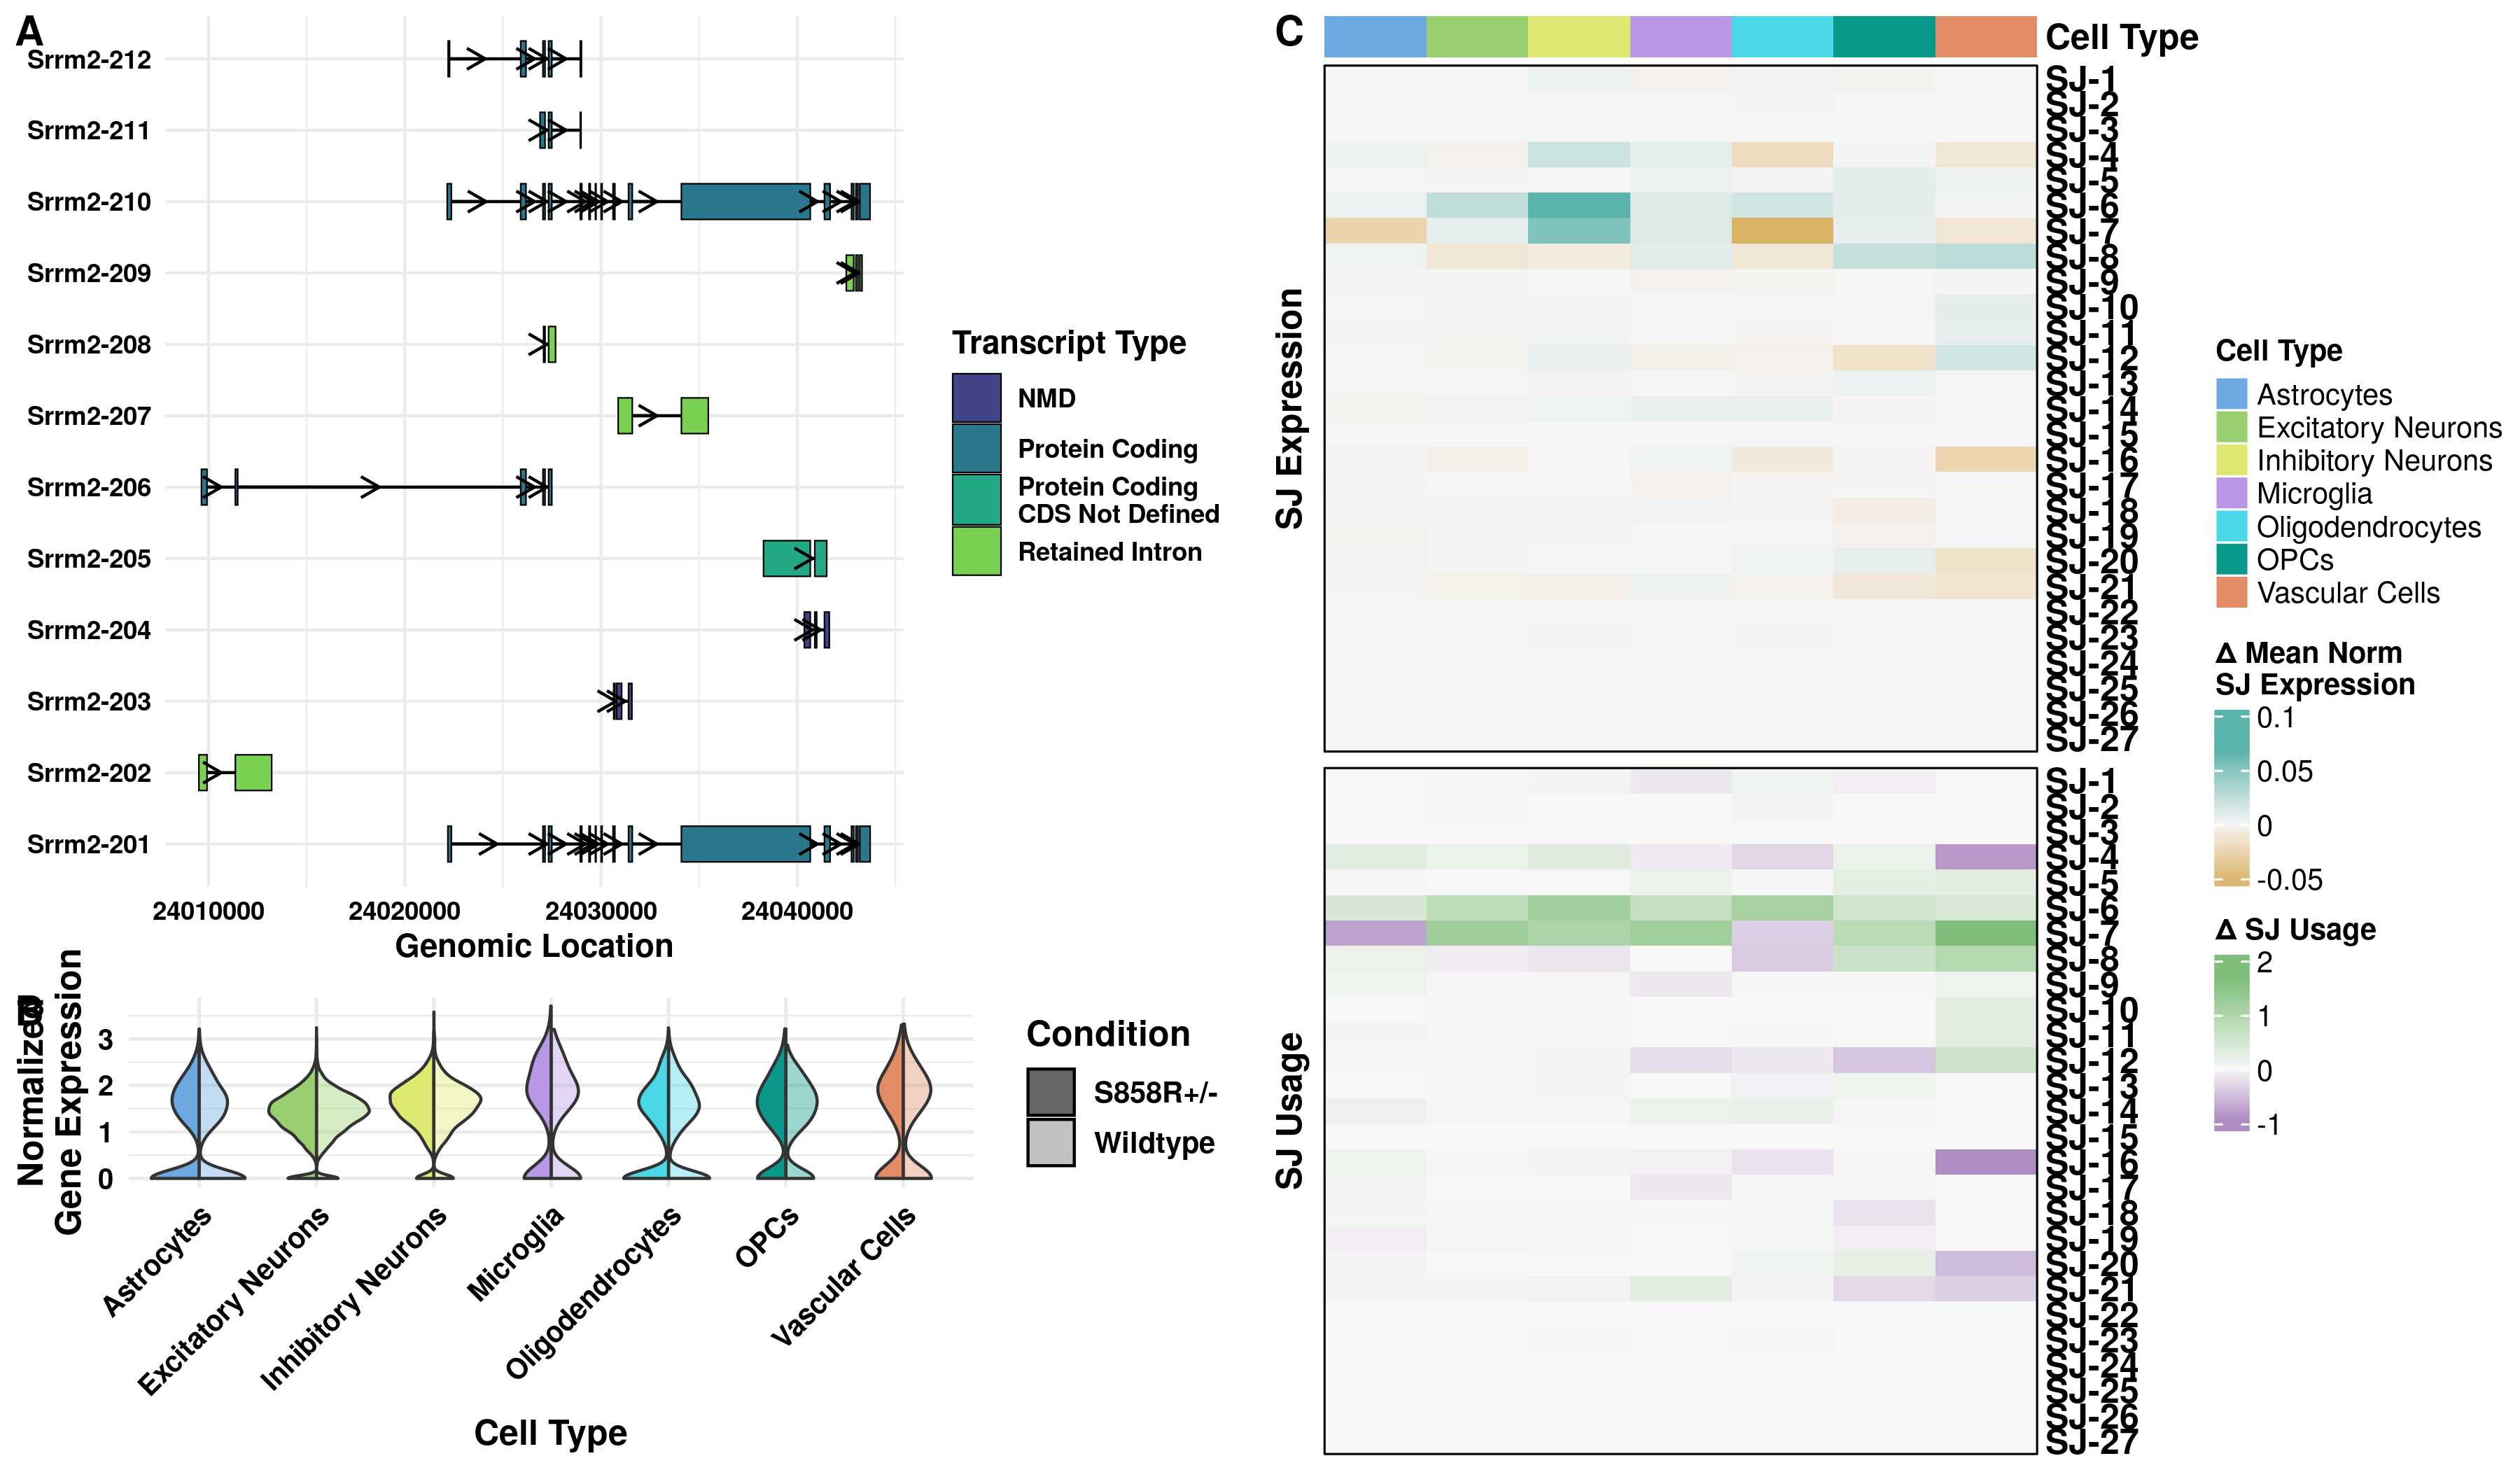 A
Srrm2-212
Srrm2-211
Srrm2-210
Srrm2-209
Srrm2-208
Srrm2-207
Srrm2-206
Srrm2-205
Srrm2-204
Srrm2-203
Srrm2-202
Srrm2-201
24010000 24020000 24030000 24040000
Genomic Location
Transcript Type
NMD
Protein Coding
Protein Coding
CDS Not Defined
Retained Intron
B
Normalized
Gene Expression
3
2
1
0
Astrocytes
Excitatory Neurons
Inhibitory Neurons
Microglia
Oligodendrocytes
OPCs
Vascular Cells
Cell Type
Condition
S858R+/-
Wildtype
C
Cell Type
SJ Expression
SJ-1
SJ-2
SJ-3
SJ-4
SJ-5
SJ-6
SJ-7
SJ-8
SJ-9
SJ-10
SJ-11
SJ-12
SJ-13
SJ-14
SJ-15
SJ-16
SJ-17
SJ-18
SJ-19
SJ-20
SJ-21
SJ-22
SJ-23
SJ-24
SJ-25
SJ-26
SJ-27
SJ Usage
SJ-1
SJ-2
SJ-3
SJ-4
SJ-5
SJ-6
SJ-7
SJ-8
SJ-9
SJ-10
SJ-11
SJ-12
SJ-13
SJ-14
SJ-15
SJ-16
SJ-17
SJ-18
SJ-19
SJ-20
SJ-21
SJ-22
SJ-23
SJ-24
SJ-25
SJ-26
SJ-27
Cell Type
Astrocytes
Excitatory Neurons
Inhibitory Neurons
Microglia
Oligodendrocytes
OPCs
Vascular Cells
Δ Mean Norm
SJ Expression
0.1
0.05
0
-0.05
Δ SJ Usage
2
1
0
-1